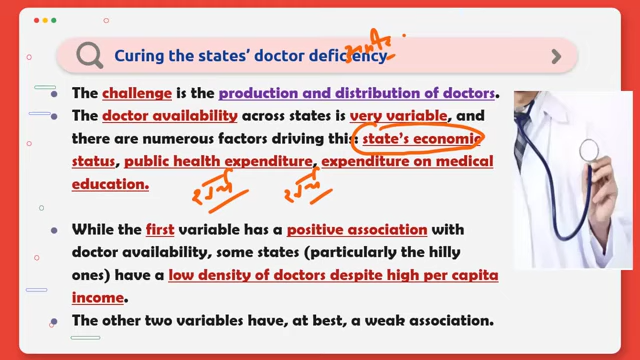 Curing the states' doctor deficiency
The challenge is the production and distribution of doctors.
The doctor availability across states is very variable, and
there are numerous factors driving this: state's economic
status, public health expenditure, expenditure on medical
education.
While the first variable has a positive association with
doctor availability, some states (particularly the hilly
ones) have a low density of doctors despite high per capita
income.
The other two variables have, at best, a weak association.